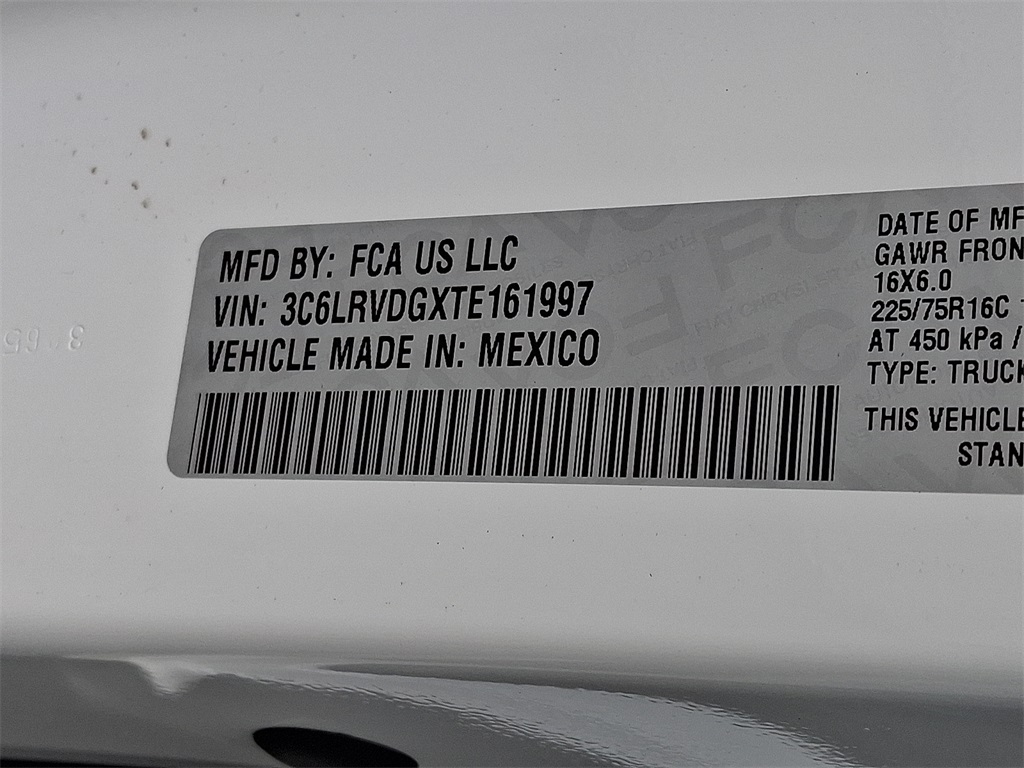 MFD BY: FCA US LLC
VIN: 3C6LRVDGXTE161997
VEHICLE MADE IN: MEXICO
DATE OF MF
GAWR FRON
16X6.0
225/75R16C
AT 450 kPa /
TYPE: TRUCK
THIS VEHICLE
STAN